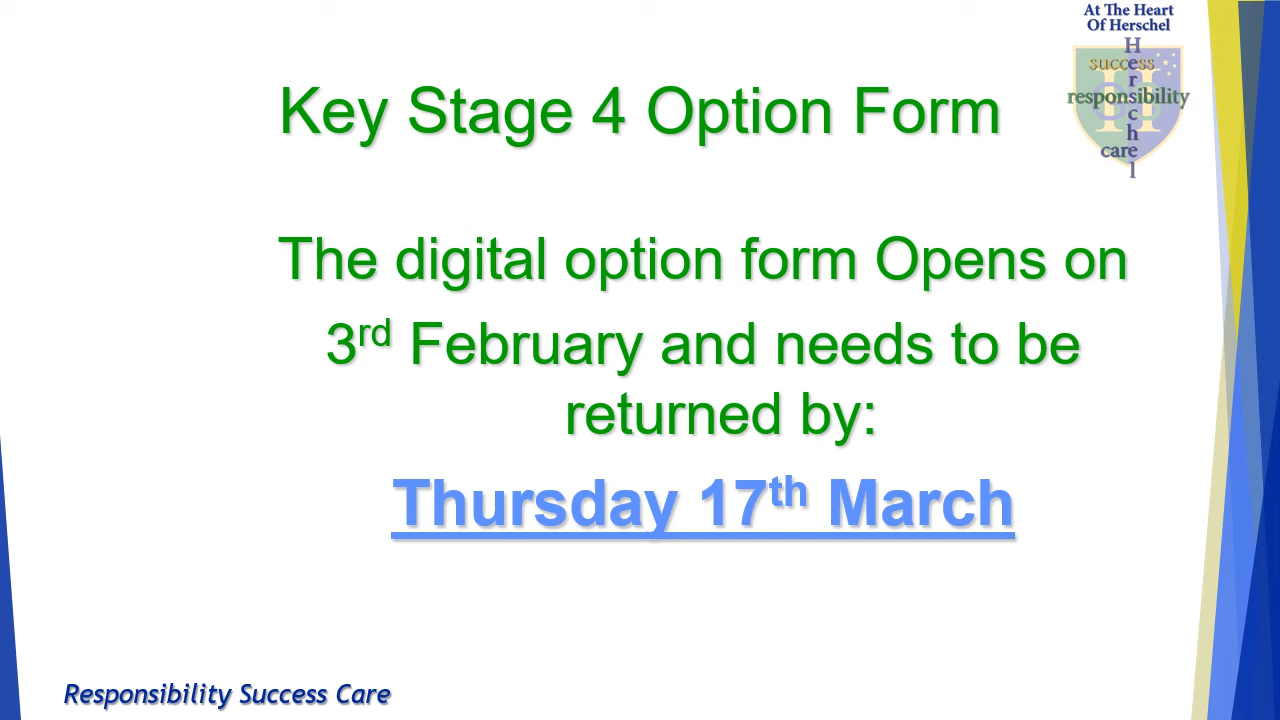 At The Heart
Of Herschel
Herschel
success
responsibility
care
Key Stage 4 Option Form
The digital option form Opens on
3rd February and needs to be
returned by:
Thursday 17th March
Responsibility Success Care